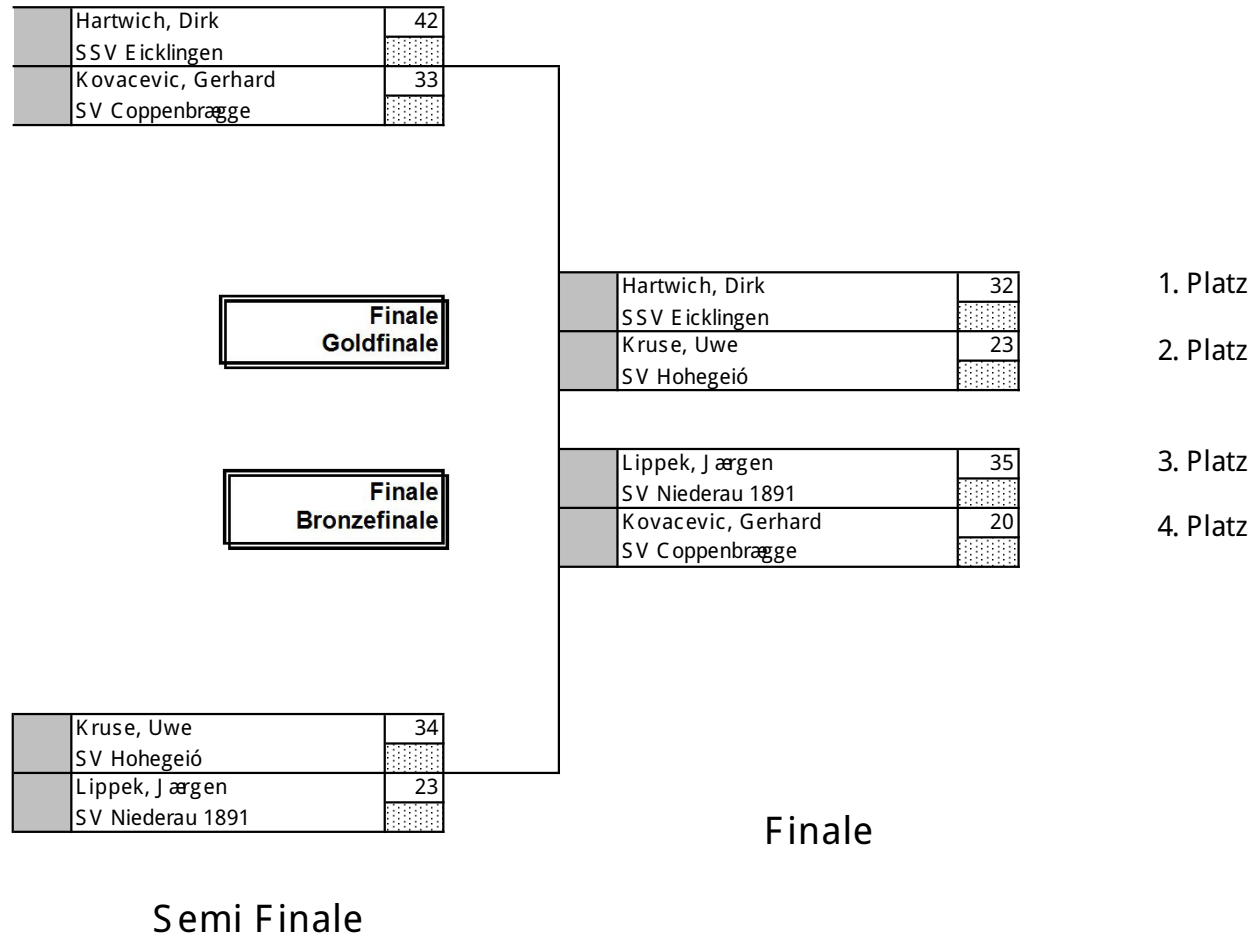 Hartwich, Dirk 42
SSV Eicklingen
Kovacevic, Gerhard 33
SV Coppenbrægge
Finale
Goldfinale
Hartwich, Dirk 32
SSV Eicklingen
Kruse, Uwe 23
SV Hohegeió
1. Platz
2. Platz
Finale
Bronzefinale
Lippek, Jærgen 35
SV Niederau 1891
Kovacevic, Gerhard 20
SV Coppenbrægge
3. Platz
4. Platz
Kruse, Uwe 34
SV Hohegeió
Lippek, Jærgen 23
SV Niederau 1891
Finale
Semi Finale